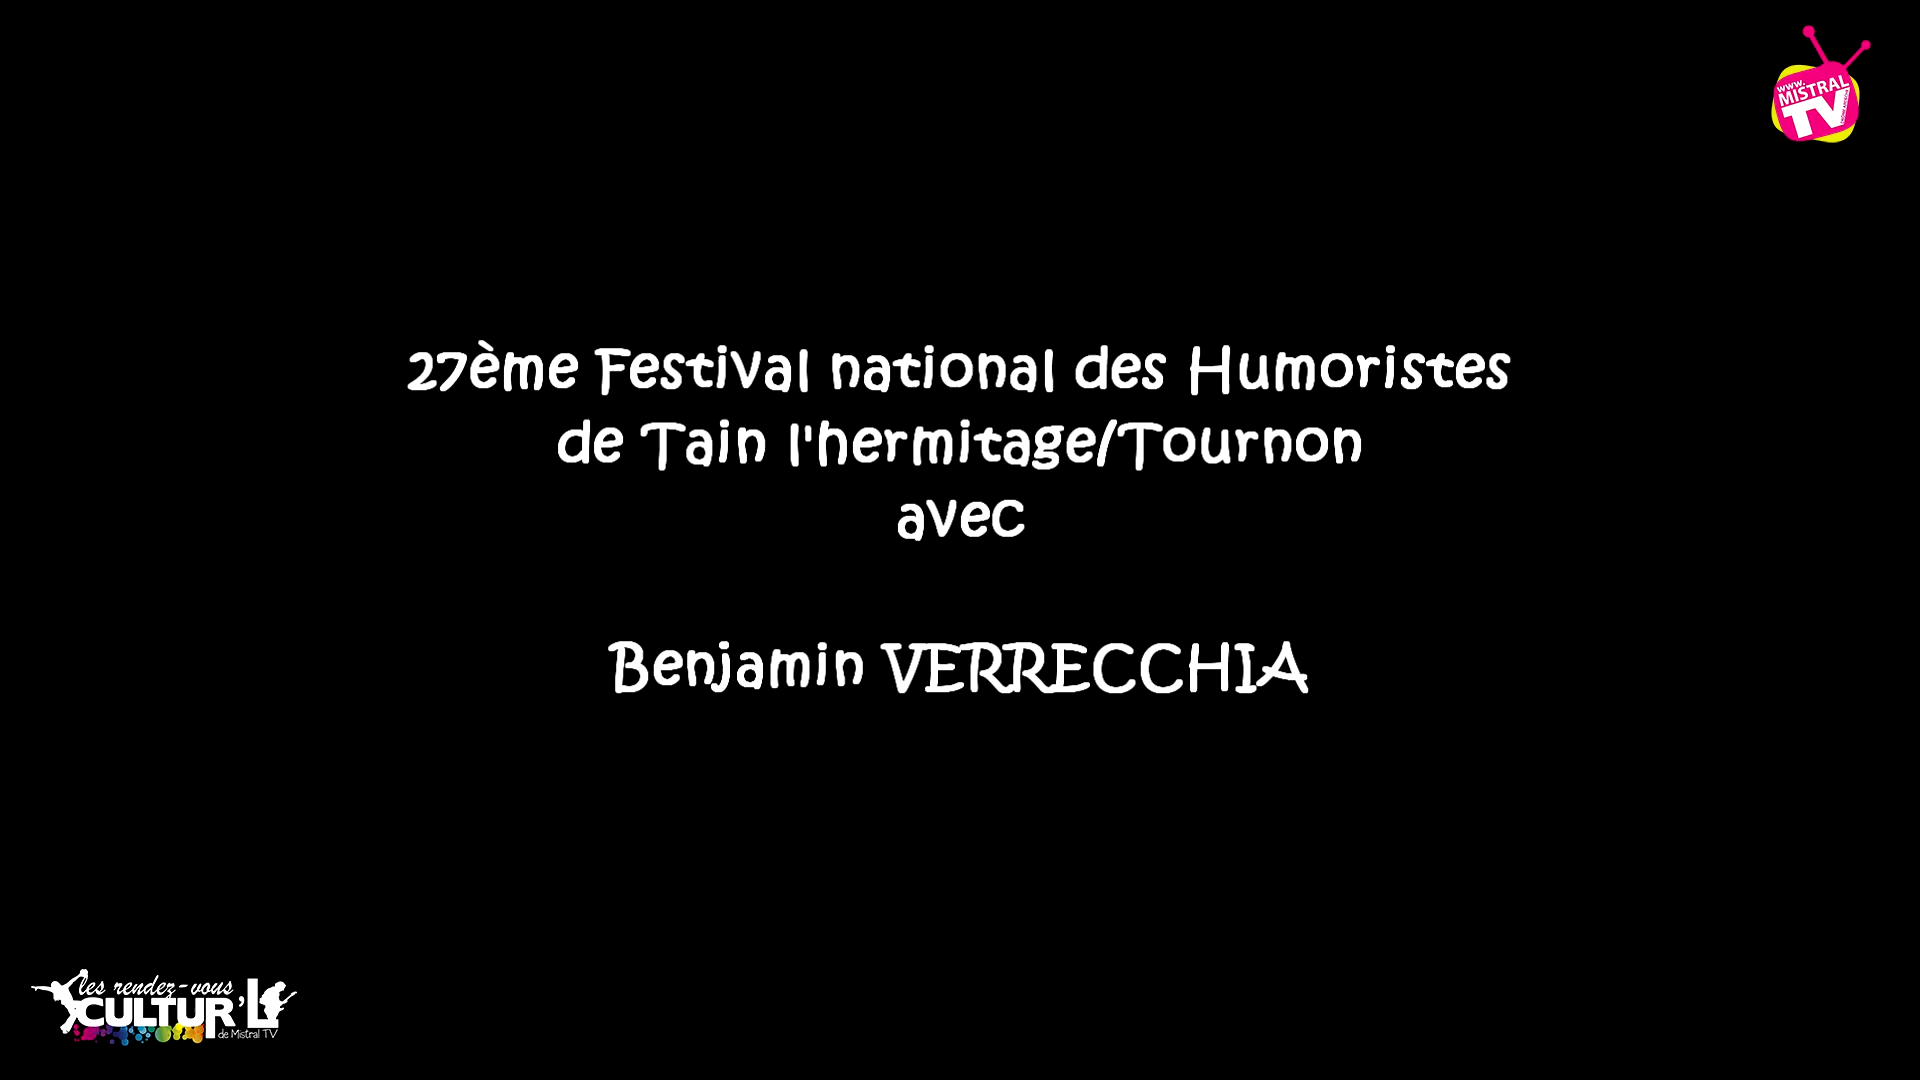 www.
MISTRAL
TV
27ème Festival national des Humoristes
de Tain l'hermitage/Tournon
avec
Benjamin VERRECCHIA
les rendez-vous
CULTUR'L
de Mistral TV